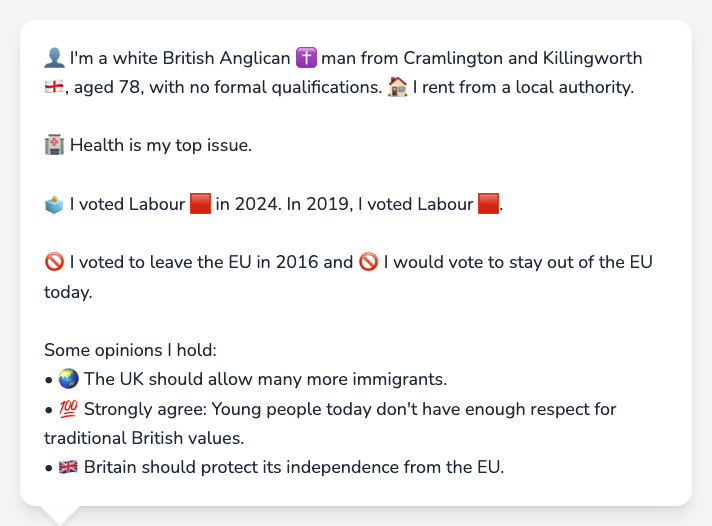 👤 I'm a white British Anglican ✝️ man from Cramlington and Killingworth
🏴󠁧󠁢󠁥󠁮󠁧󠁿, aged 78, with no formal qualifications. 🏠 I rent from a local authority.
🏥 Health is my top issue.
🗳️ I voted Labour 🟥 in 2024. In 2019, I voted Labour 🟥.
🚫 I voted to leave the EU in 2016 and 🚫 I would vote to stay out of the EU
today.
Some opinions I hold:
• 🌏 The UK should allow many more immigrants.
• 💯 Strongly agree: Young people today don't have enough respect for
traditional British values.
• 🇬🇧 Britain should protect its independence from the EU.